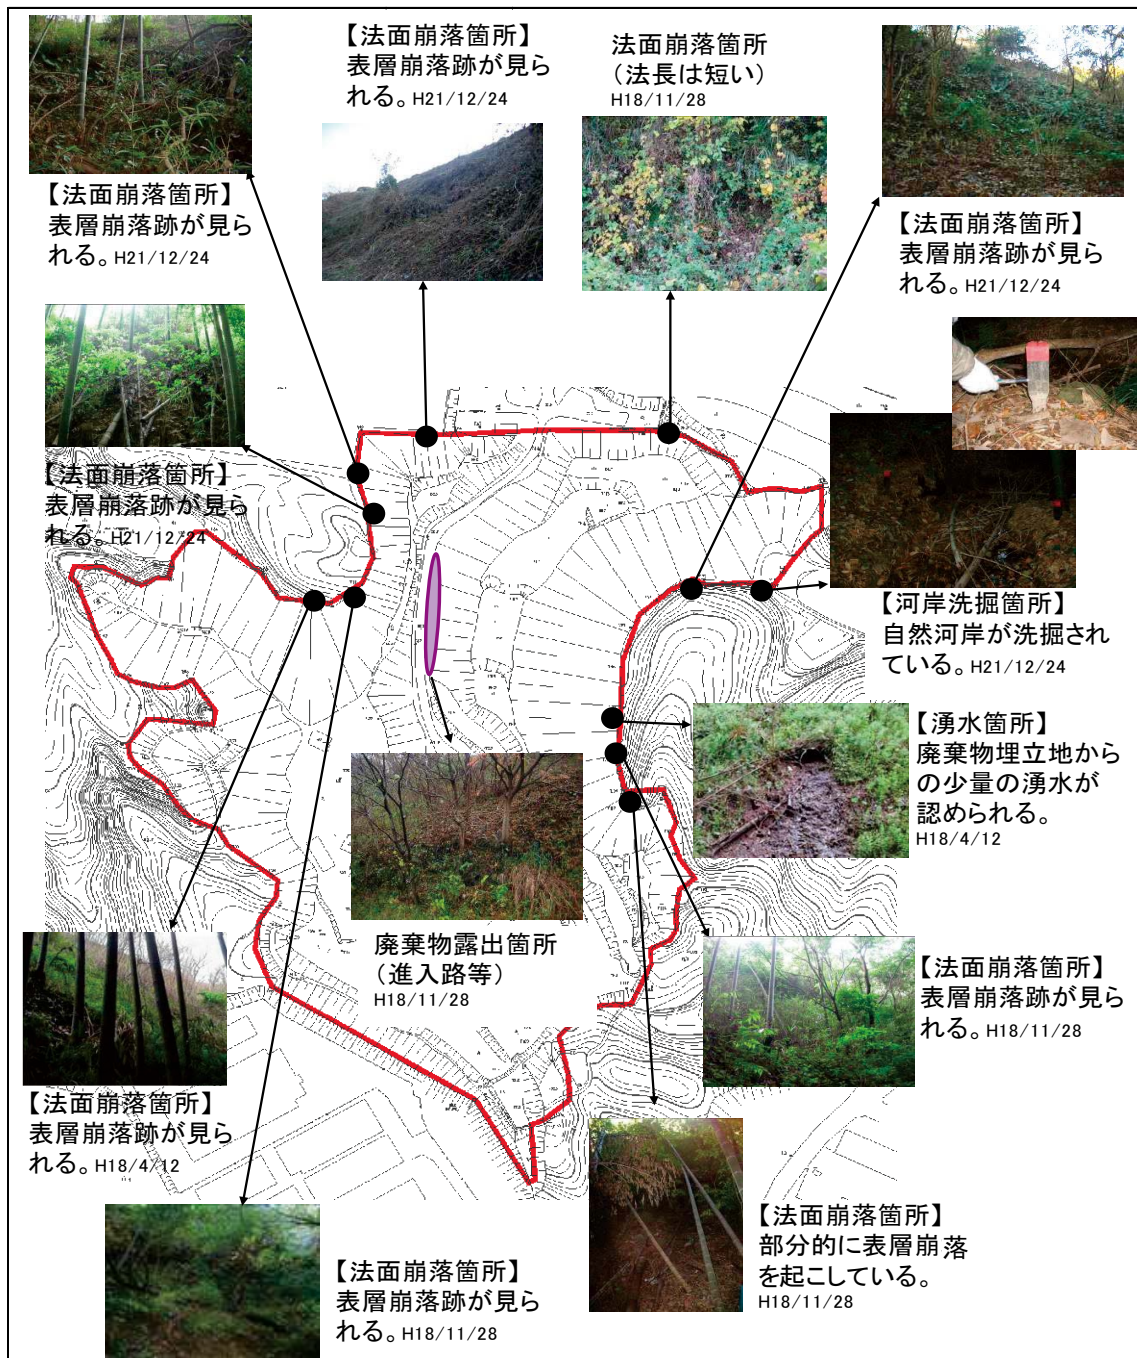 【法面崩落箇所】
表層崩落跡が見ら
れる。H21/12/24
法面崩落箇所
（法長は短い）
H18/11/28
【法面崩落箇所】
表層崩落跡が見ら
れる。H21/12/24
【法面崩落箇所】
表層崩落跡が見ら
れる。H21/12/24
【法面崩落箇所】
表層崩落跡が見ら
れる。H21/12/24
【河岸洗掘箇所】
自然河岸が洗掘され
ている。H21/12/24
【湧水箇所】
廃棄物埋立地から
の少量の湧水が
認められる。
H18/4/12
廃棄物露出箇所
（進入路等）
H18/11/28
【法面崩落箇所】
表層崩落跡が見ら
れる。H18/11/28
【法面崩落箇所】
表層崩落跡が見ら
れる。H18/4/12
【法面崩落箇所】
部分的に表層崩落
を起こしている。
H18/11/28
【法面崩落箇所】
表層崩落跡が見ら
れる。H18/11/28